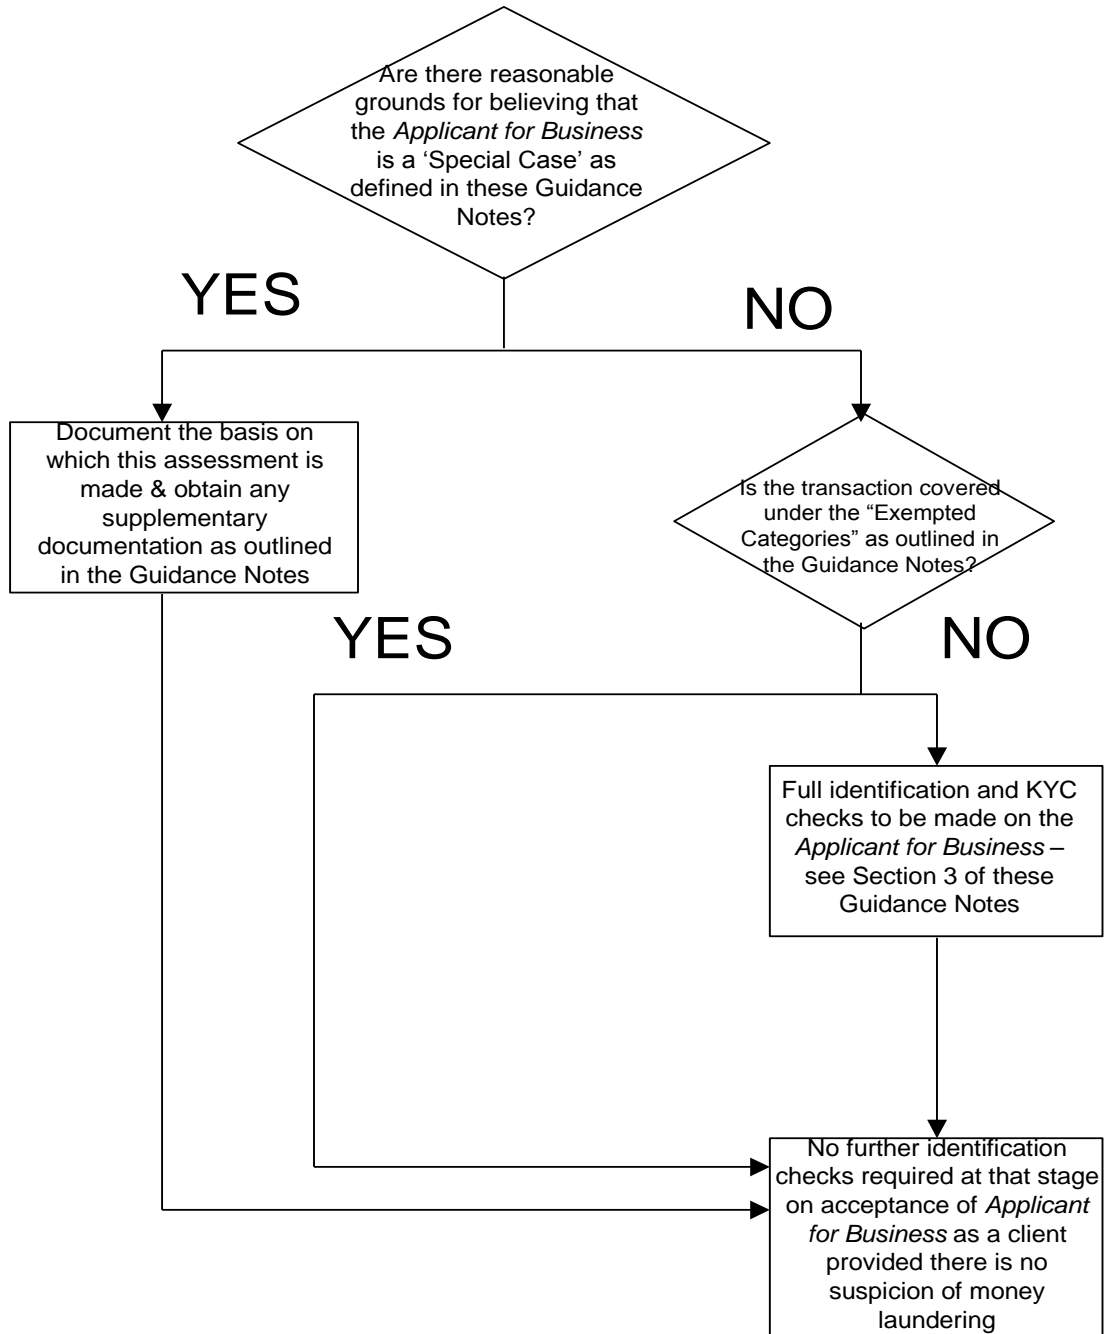 Are there reasonable
grounds for believing that
the Applicant for Business
is a ‘Special Case’ as
defined in these Guidance
Notes?
YES
NO
Document the basis on
which this assessment is
made & obtain any
supplementary
documentation as outlined
in the Guidance Notes
Is the transaction covered
under the “Exempted
Categories” as outlined in
the Guidance Notes?
YES
NO
Full identification and KYC
checks to be made on the
Applicant for Business –
see Section 3 of these
Guidance Notes
No further identification
checks required at that stage
on acceptance of Applicant
for Business as a client
provided there is no
suspicion of money
laundering